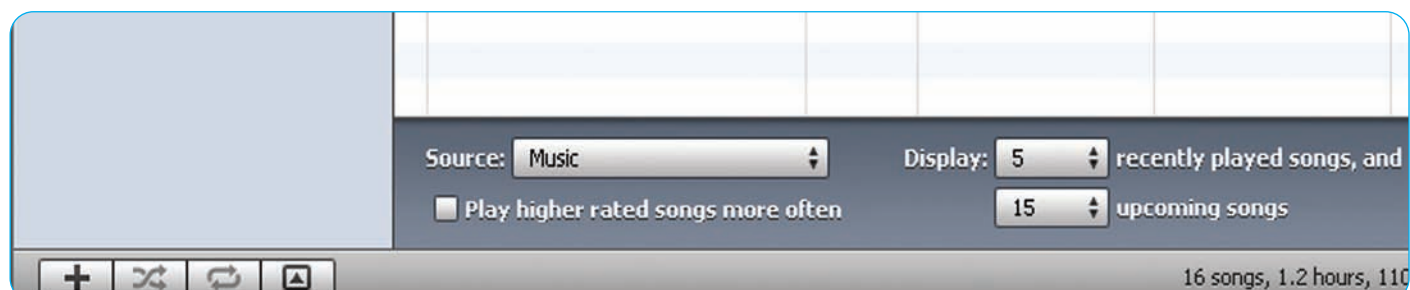 Source: Music Display: 5 recently played songs, and
Play higher rated songs more often 15 upcoming songs
16 songs, 1.2 hours, 110